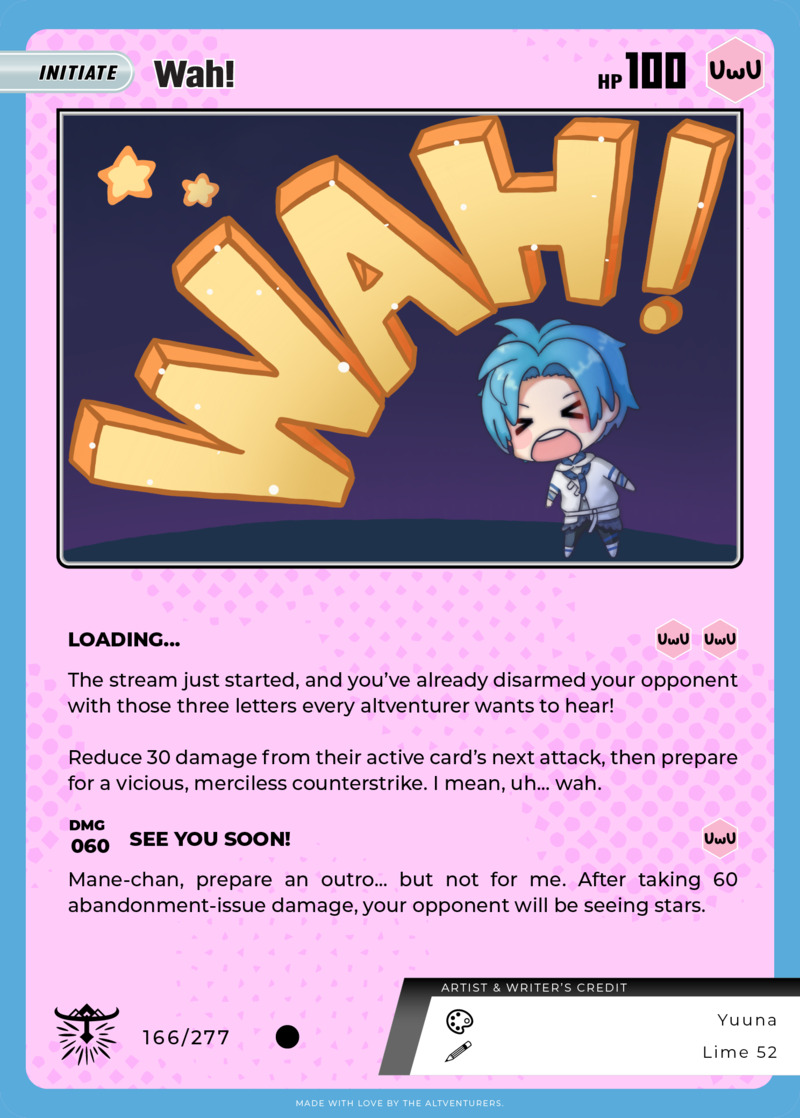 INITIATE Wah! HP 100 UwU
WAH!
LOADING... UwU UwU
The stream just started, and you’ve already disarmed your opponent
with those three letters every altventurer wants to hear!
Reduce 30 damage from their active card’s next attack, then prepare
for a vicious, merciless counterstrike. I mean, uh... wah.
DMG
060 SEE YOU SOON! UwU
Mane-chan, prepare an outro... but not for me. After taking 60
abandonment-issue damage, your opponent will be seeing stars.
ARTIST & WRITER’S CREDIT
Yuuna
166/277
Lime 52
MADE WITH LOVE BY THE ALTVENTURERS.